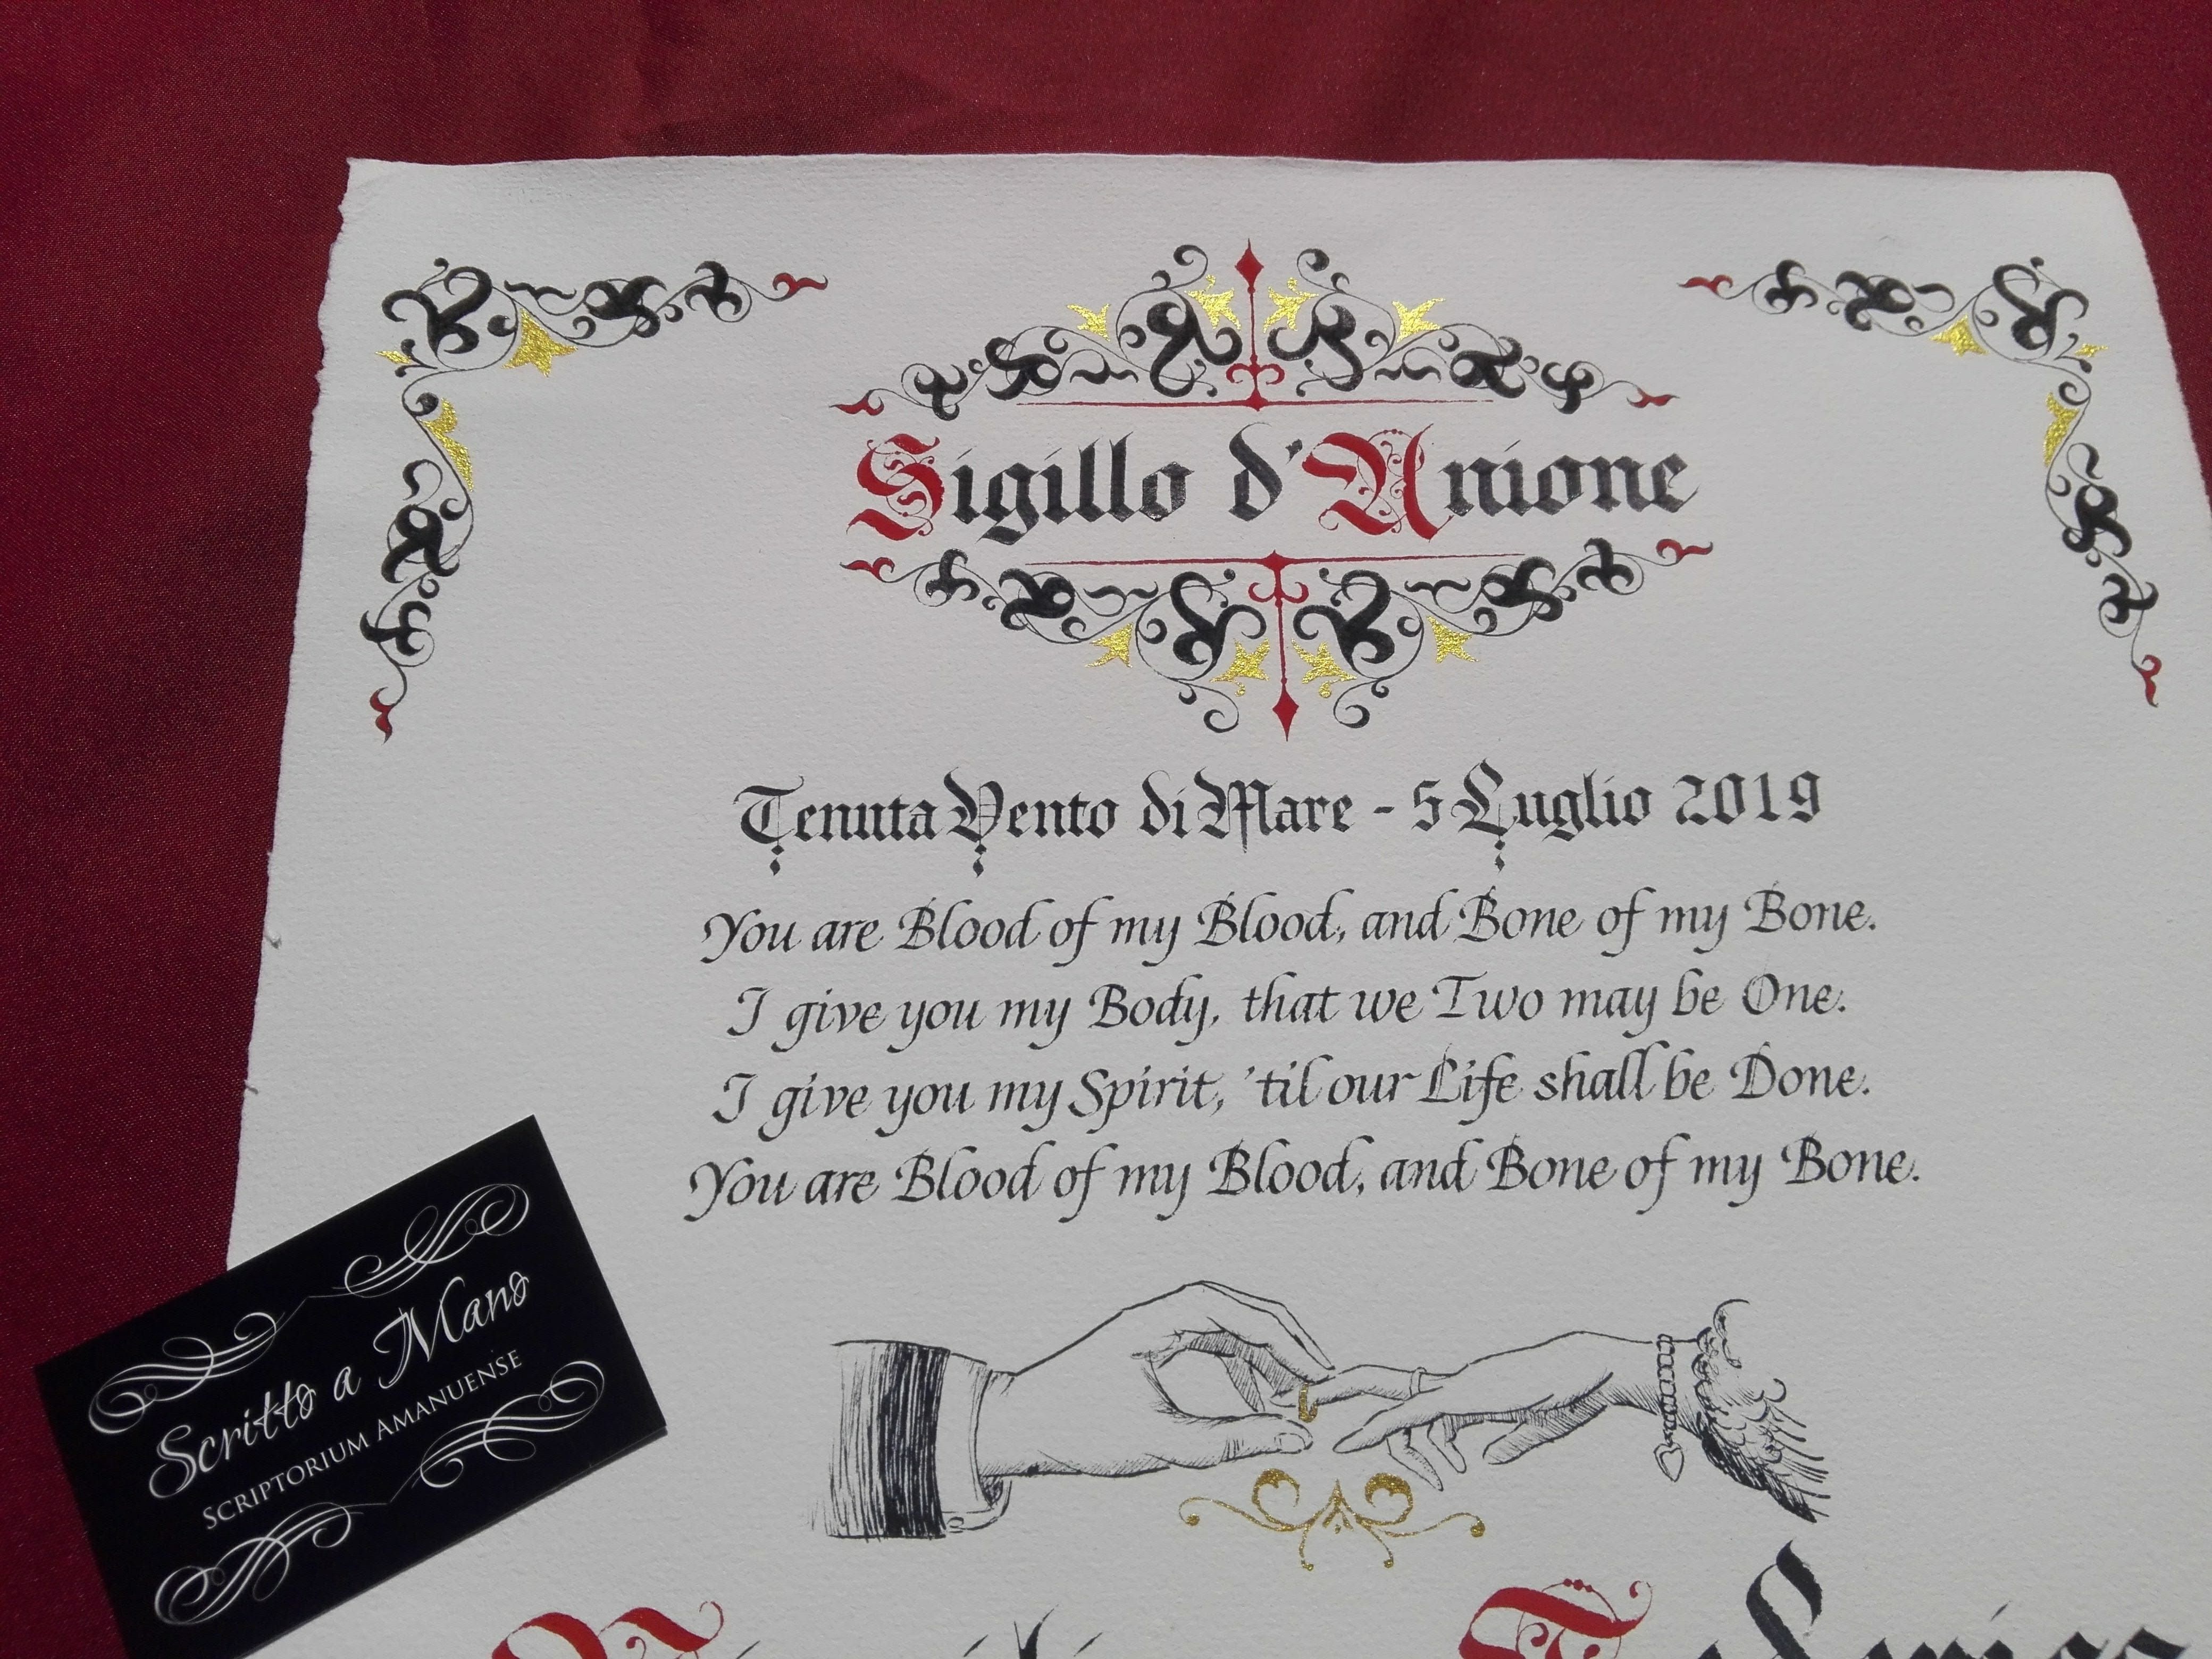 Sigillo d'Unione
Tenuta Vento di Mare - 5 Luglio 2019
You are Blood of my Blood, and Bone of my Bone.
I give you my Body, that we Two may be One.
I give you my Spirit, 'til our Life shall be Done.
You are Blood of my Blood, and Bone of my Bone.
Scritto a Mano
SCRIPTORIUM AMANUENSE